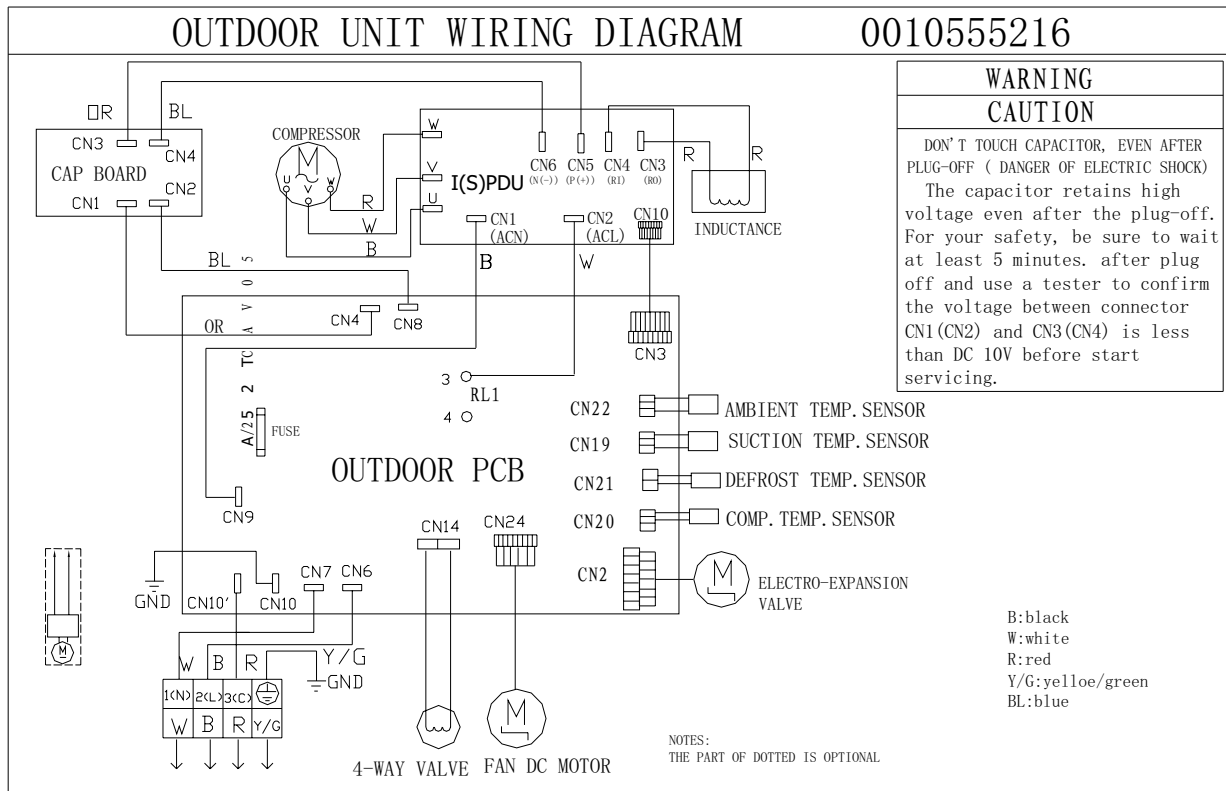 OUTDOOR UNIT WIRING DIAGRAM 0010555216
WARNING
CAUTION
DON'T TOUCH CAPACITOR, EVEN AFTER
PLUG-OFF ( DANGER OF ELECTRIC SHOCK)
The capacitor retains high
voltage even after the plug-off.
For your safety, be sure to wait
at least 5 minutes. after plug
off and use a tester to confirm
the voltage between connector
CN1(CN2) and CN3(CN4) is less
than DC 10V before start
servicing.
OR BL
CN3 CN4
CAP BOARD
CN1 CN2
COMPRESSOR
M
U V W
R
W
B
W
V
U
I(S)PDU
CN6 CN5 CN4 CN3
(N(-)) (P(+)) (RI) (RO)
CN1
(ACN)
CN2
(ACL)
CN10
R R
INDUCTANCE
BL
OR
B
W
CN4 CN8
CN3
3
RL1
4
FUSE
OUTDOOR PCB
CN9
CN22 AMBIENT TEMP.SENSOR
CN19 SUCTION TEMP.SENSOR
CN21 DEFROST TEMP.SENSOR
CN20 COMP.TEMP.SENSOR
CN2
M
ELECTRO-EXPANSION
VALVE
CN14 CN24
GND
CN10' CN10 CN7 CN6
W B R Y/G
GND
1(N) 2(L) 3(C)
W B R Y/G
M
4-WAY VALVE
M
FAN DC MOTOR
NOTES:
THE PART OF DOTTED IS OPTIONAL
B:black
W:white
R:red
Y/G:yelloe/green
BL:blue